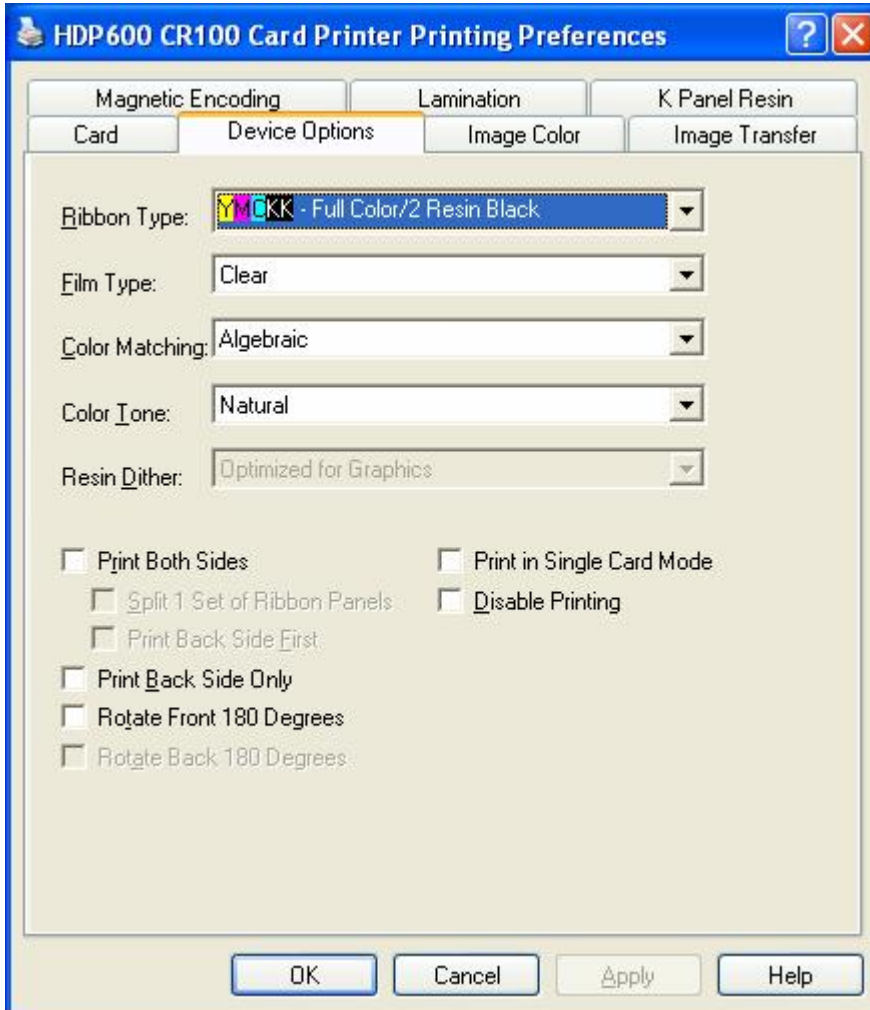 HDP600 CR100 Card Printer Printing Preferences
Magnetic Encoding Lamination K Panel Resin
Card Device Options Image Color Image Transfer
Ribbon Type: YMCKK - Full Color/2 Resin Black
Film Type: Clear
Color Matching: Algebraic
Color Tone: Natural
Resin Dither: Optimized for Graphics
Print Both Sides Print in Single Card Mode
Split 1 Set of Ribbon Panels Disable Printing
Print Back Side First
Print Back Side Only
Rotate Front 180 Degrees
Rotate Back 180 Degrees
OK Cancel Apply Help